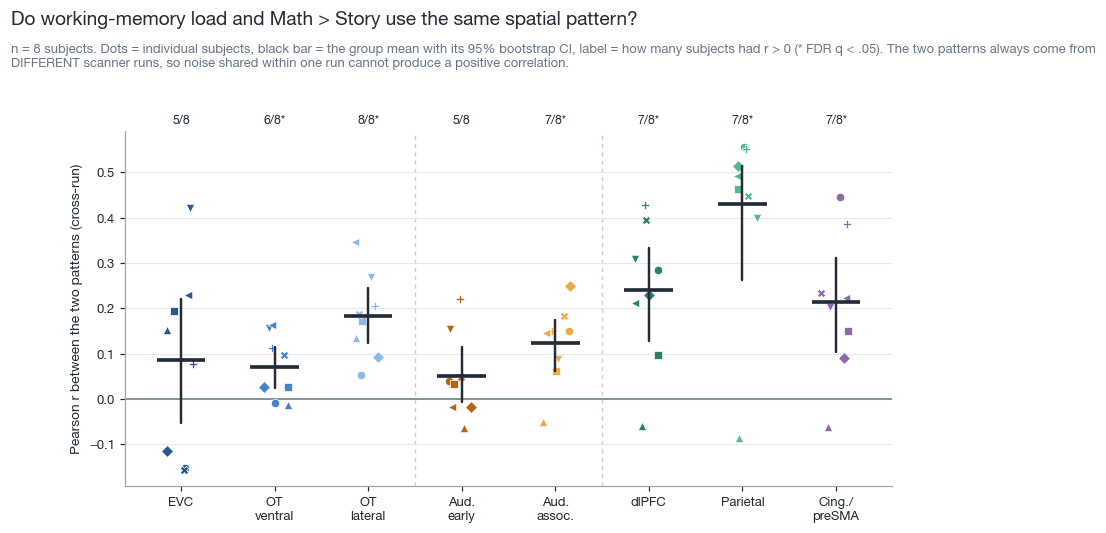 Do working-memory load and Math > Story use the same spatial pattern?
n = 8 subjects. Dots = individual subjects, black bar = the group mean with its 95% bootstrap CI, label = how many subjects had r > 0 (* FDR q < .05). The two patterns always come from
DIFFERENT scanner runs, so noise shared within one run cannot produce a positive correlation.
5/8 6/8* 8/8* 5/8 7/8* 7/8* 7/8* 7/8*
Pearson r between the two patterns (cross-run)
0.5
0.4
0.3
0.2
0.1
0.0
−0.1
EVC OT Ventral OT lateral Aud. early Aud. assoc. dlPFC Parietal Cing./ preSMA